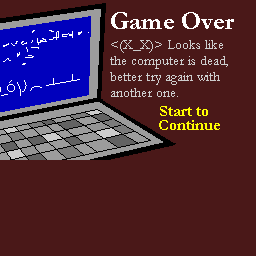 Game Over
<(X_X)> Looks like
the computer is dead,
better try again with
another one.
Start to
Continue